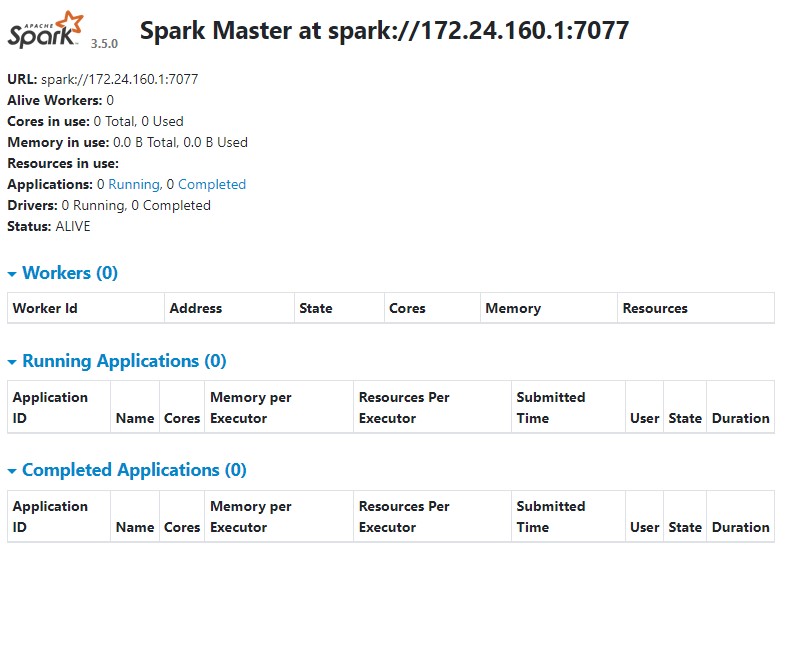 APACHE
Spark 3.5.0 Spark Master at spark://172.24.160.1:7077
URL: spark://172.24.160.1:7077
Alive Workers: 0
Cores in use: 0 Total, 0 Used
Memory in use: 0.0 B Total, 0.0 B Used
Resources in use:
Applications: 0 Running, 0 Completed
Drivers: 0 Running, 0 Completed
Status: ALIVE
Workers (0)
Worker Id Address State Cores Memory Resources
Running Applications (0)
Application ID Name Cores Memory per Executor Resources Per Executor Submitted Time User State Duration
Completed Applications (0)
Application ID Name Cores Memory per Executor Resources Per Executor Submitted Time User State Duration